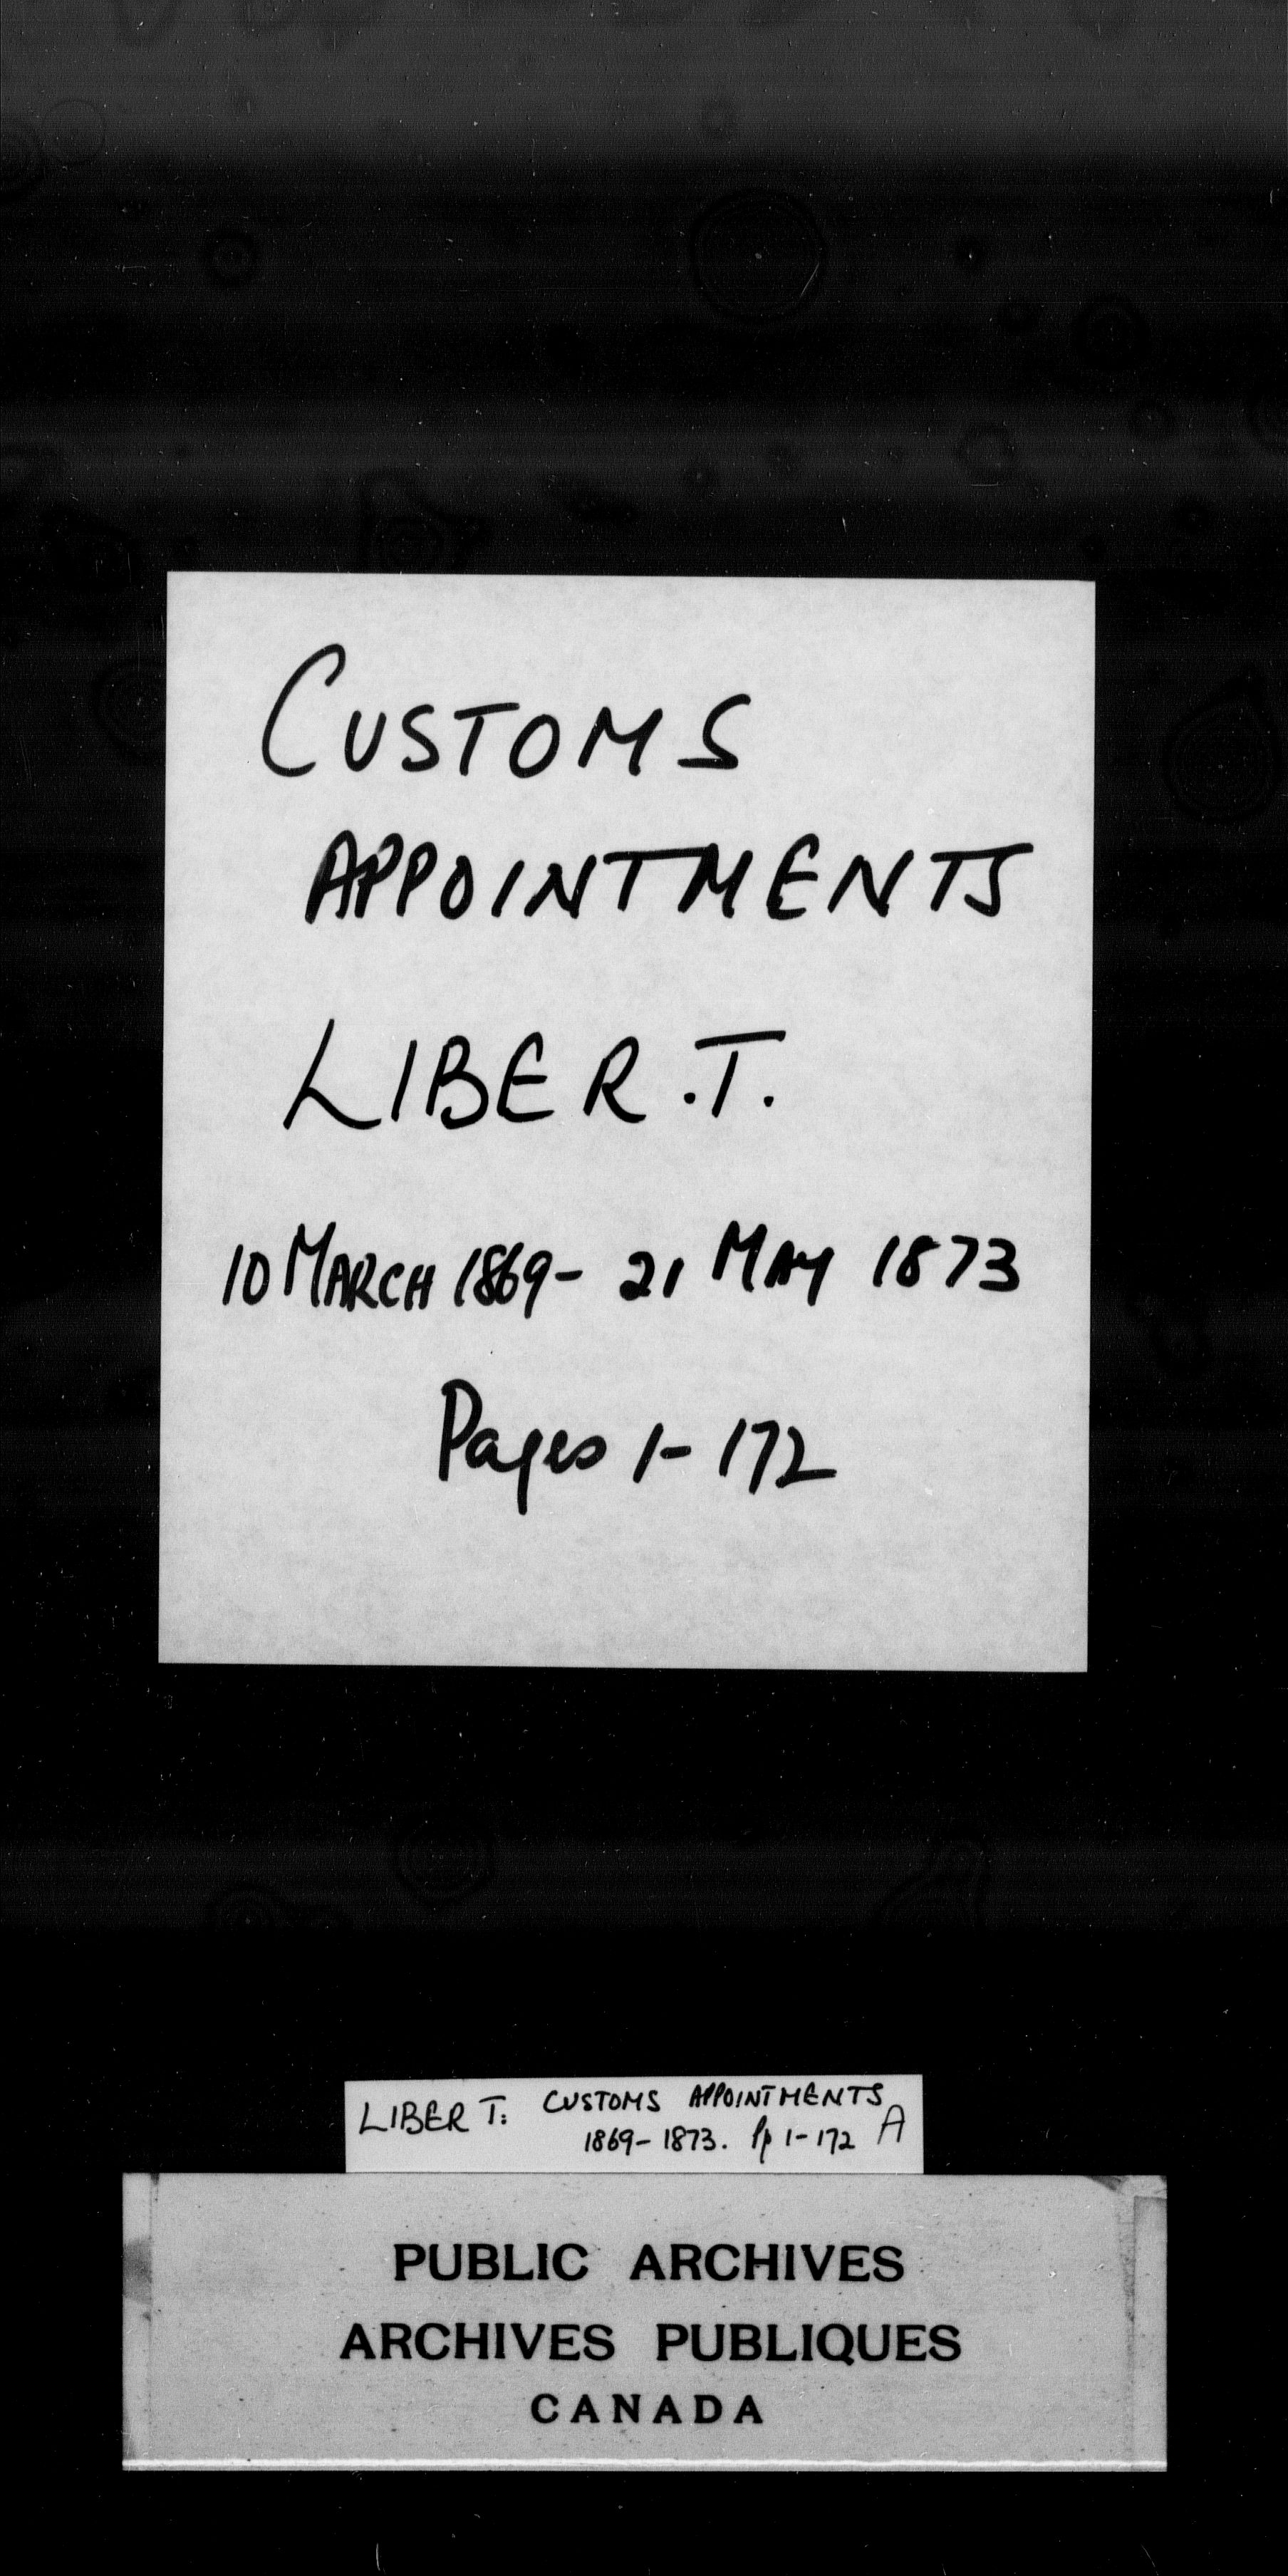 CUSTOMS
APPOINTMENTS
LIBER .T.
10 MARCH 1869- 21 MAY 1873
Pages 1- 172
LIBER T: CUSTOMS APPOINTMENTS
1869- 1873. Pp 1- 172 A
PUBLIC ARCHIVES
ARCHIVES PUBLIQUES
CANADA